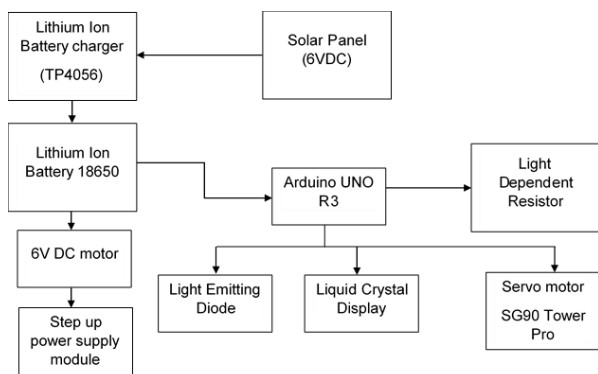 Lithium Ion
Battery charger
(TP4056)
Solar Panel
(6VDC)
Lithium Ion
Battery 18650
Arduino UNO
R3
Light
Dependent
Resistor
6V DC motor
Light Emitting
Diode
Liquid Crystal
Display
Servo motor
SG90 Tower
Pro
Step up
power supply
module